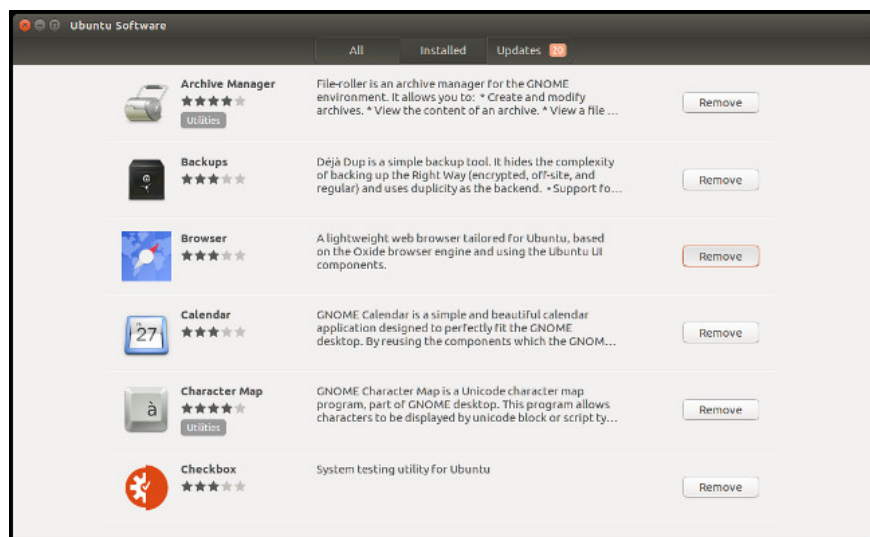 Ubuntu Software
All Installed Updates 20
Archive Manager
Utilities
File-roller is an archive manager for the GNOME
environment. It allows you to: * Create and modify
archives. * View the content of an archive. * View a file ...
Remove
Backups
Déjà Dup is a simple backup tool. It hides the complexity
of backing up the Right Way (encrypted, off-site, and
regular) and uses duplicity as the backend. • Support fo...
Remove
Browser
A lightweight web browser tailored for Ubuntu, based
on the Oxide browser engine and using the Ubuntu UI
components.
Remove
Calendar
27
GNOME Calendar is a simple and beautiful calendar
application designed to perfectly fit the GNOME
desktop. By reusing the components which the GNOM...
Remove
Character Map
à
Utilities
GNOME Character Map is a Unicode character map
program, part of GNOME desktop. This program allows
characters to be displayed by unicode block or script ty...
Remove
Checkbox
System testing utility for Ubuntu
Remove